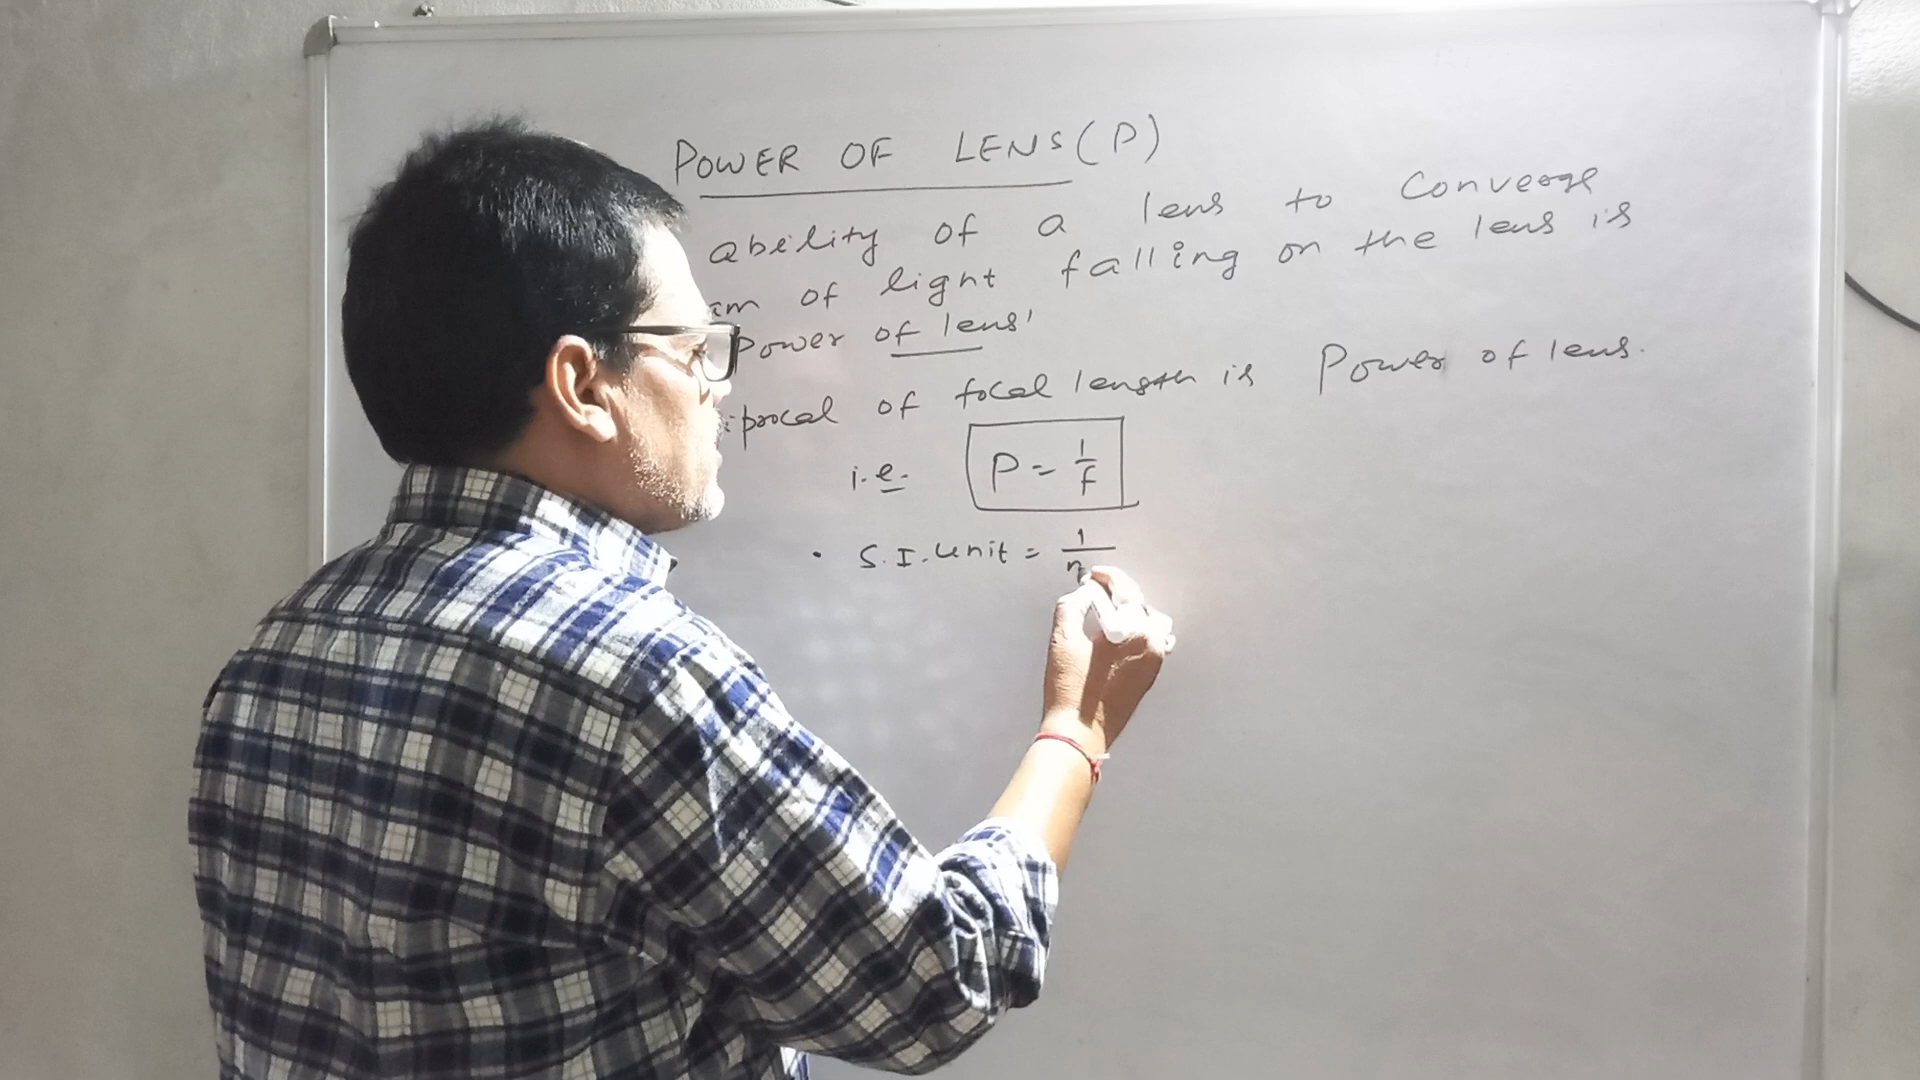 POWER OF LENS (P)
ability of a lens to converge
of light falling on the lens is
Power of lens'
of focal length is Power of lens.
i.e. P = 1/f
• S.I. unit = 1/